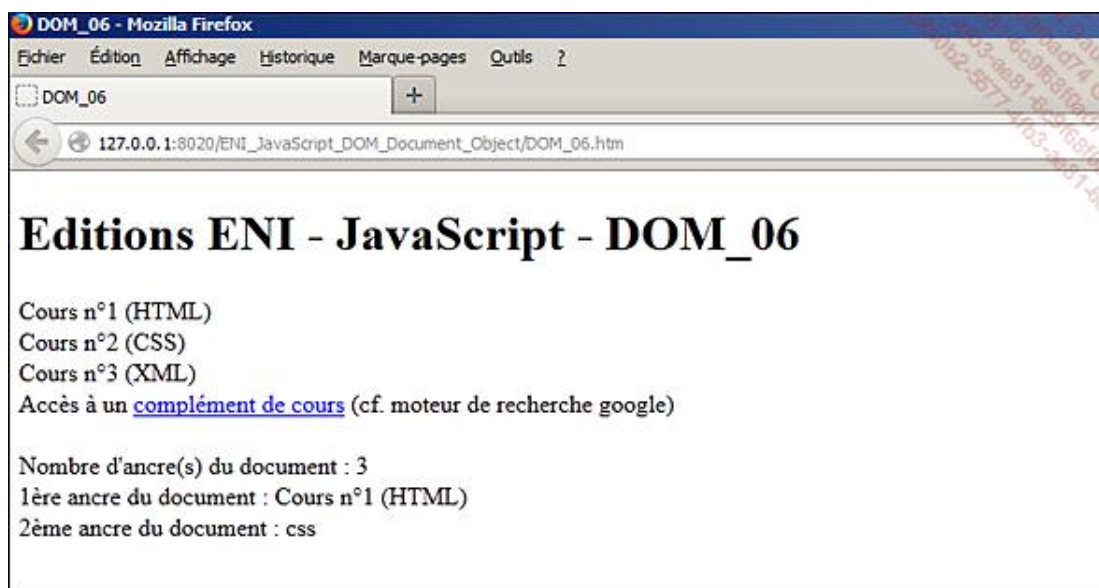 DOM_06 - Mozilla Firefox
Fichier Édition Affichage Historique Marque-pages Outils ?
DOM_06 +
127.0.0.1:8020/ENI_JavaScript_DOM_Document_Object/DOM_06.htm
Editions ENI - JavaScript - DOM_06
Cours n°1 (HTML)
Cours n°2 (CSS)
Cours n°3 (XML)
Accès à un complément de cours (cf. moteur de recherche google)
Nombre d'ancre(s) du document : 3
1ère ancre du document : Cours n°1 (HTML)
2ème ancre du document : css